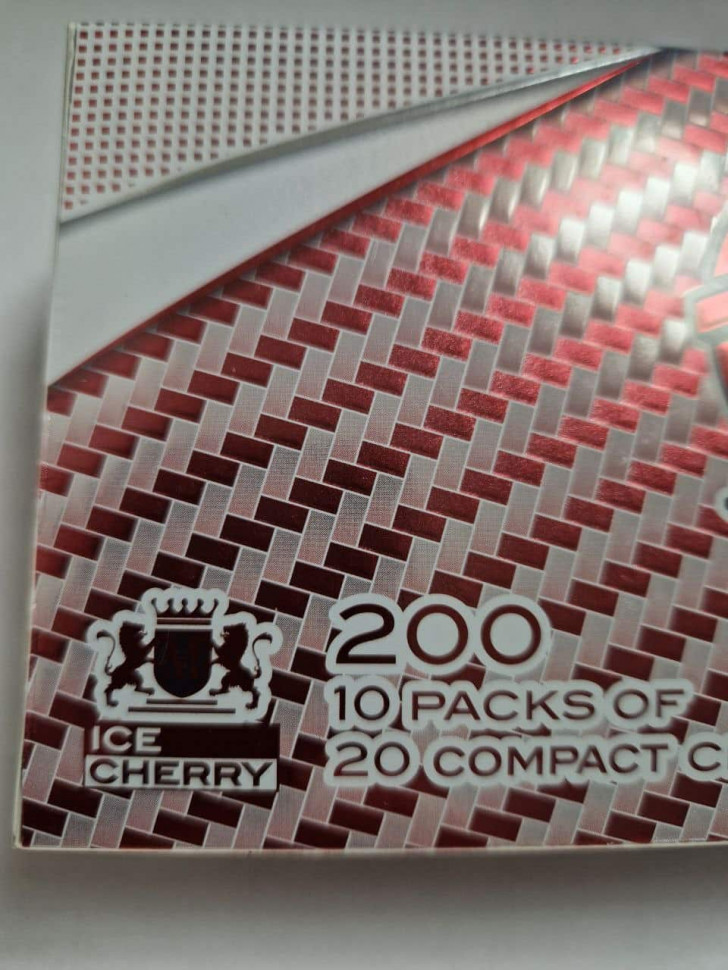 200
10 PACKS OF
20 COMPACT
ICE
CHERRY